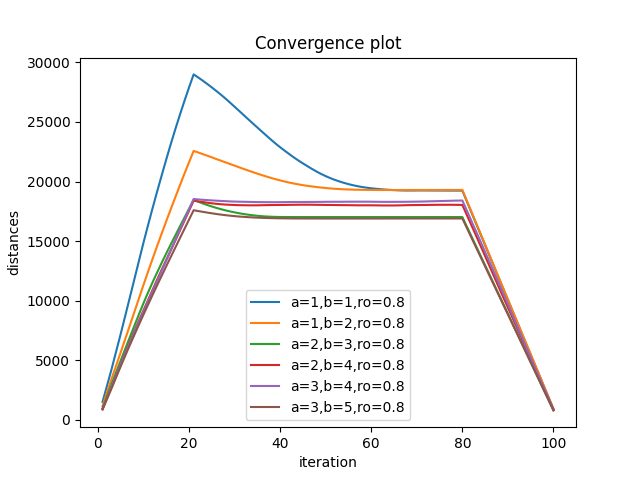 Convergence plot
distances
30000
25000
20000
15000
10000
5000
0
a=1,b=1,ro=0.8
a=1,b=2,ro=0.8
a=2,b=3,ro=0.8
a=2,b=4,ro=0.8
a=3,b=4,ro=0.8
a=3,b=5,ro=0.8
0 20 40 60 80 100
iteration